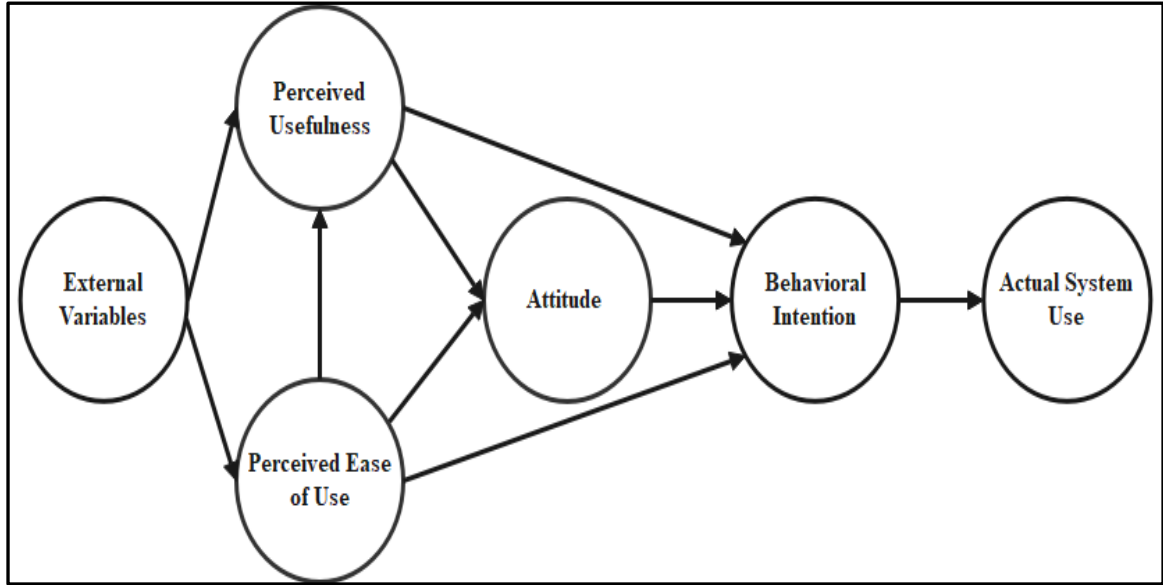 Perceived
Usefulness
External
Variables
Attitude
Behavioral
Intention
Actual System
Use
Perceived Ease
of Use